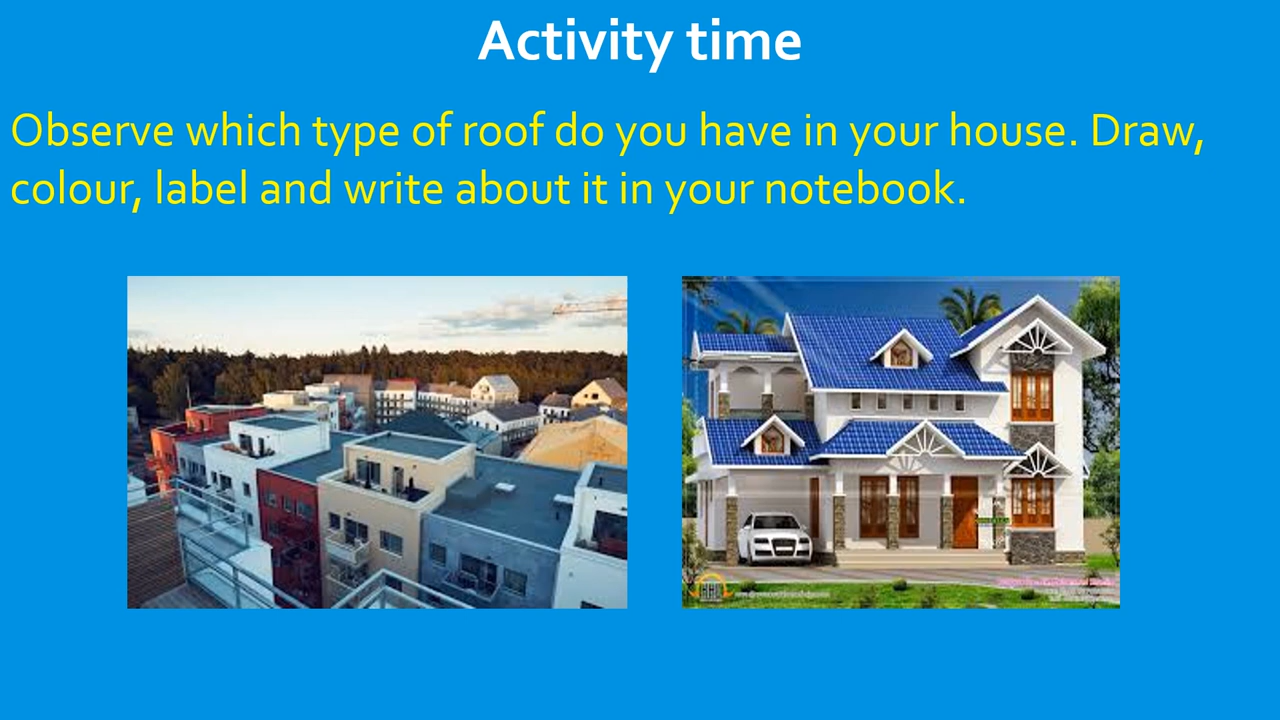 Activity time
Observe which type of roof do you have in your house. Draw,
colour, label and write about it in your notebook.